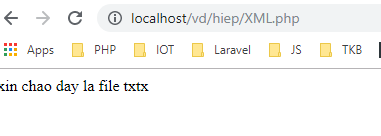 localhost/vd/hiep/XML.php
Apps PHP IOT Laravel JS TKB
xin chao day la file txtx